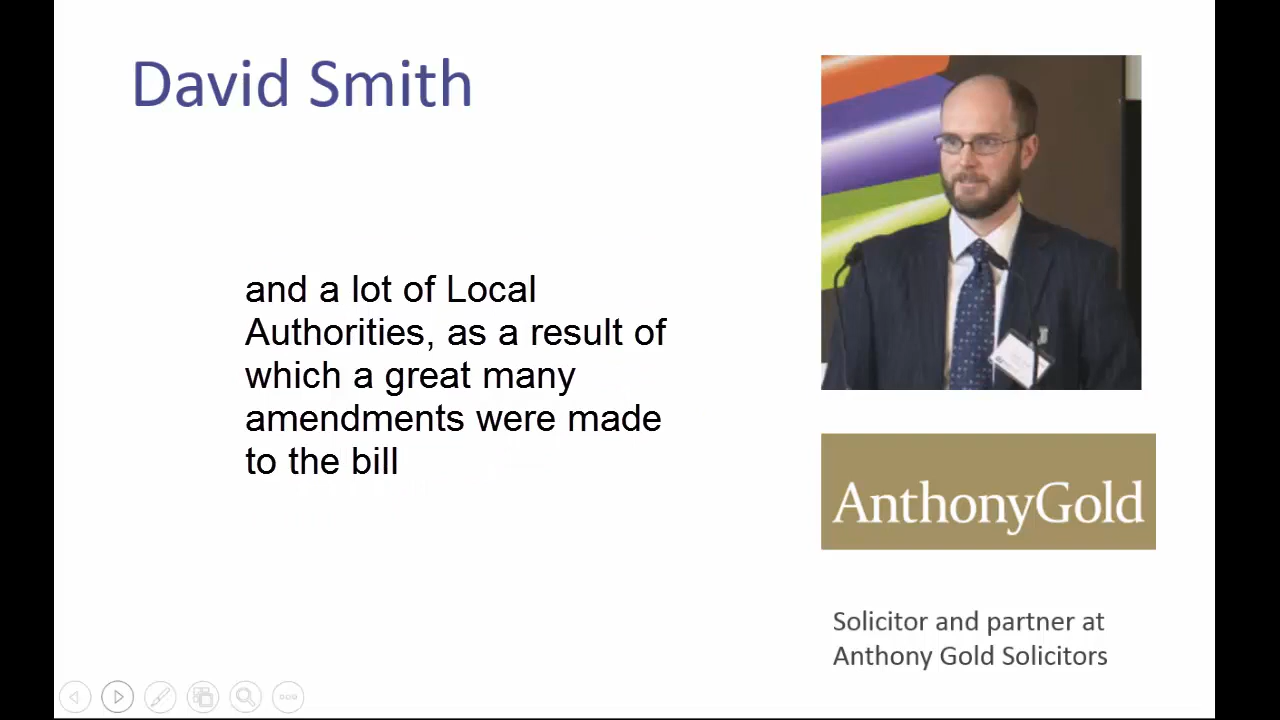 David Smith
and a lot of Local
Authorities, as a result of
which a great many
amendments were made
to the bill
AnthonyGold
Solicitor and partner at
Anthony Gold Solicitors